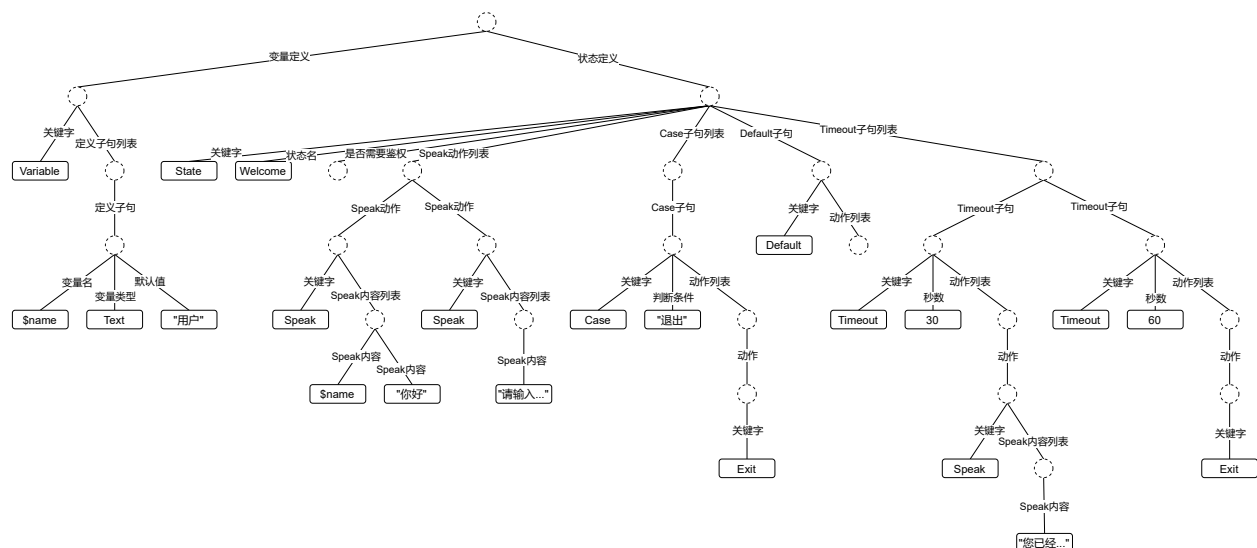 变量定义
状态定义
关键字
定义子句列表
关键字
状态名
是否需要鉴权
Speak动作列表
Case子句列表
Default子句
Timeout子句列表
Variable
State
Welcome
定义子句
Speak动作
Speak动作
Case子句
关键字
动作列表
Timeout子句
Timeout子句
Default
变量名
变量类型
默认值
关键字
Speak内容列表
关键字
Speak内容列表
关键字
判断条件
动作列表
关键字
秒数
动作列表
关键字
秒数
动作列表
$name
Text
"用户"
Speak
Speak
Case
"退出"
Timeout
30
Timeout
60
Speak内容
Speak内容
Speak内容
动作
动作
动作
$name
"你好"
"请输入..."
关键字
关键字
Speak内容列表
关键字
Exit
Speak
Exit
Speak内容
"您已经..."